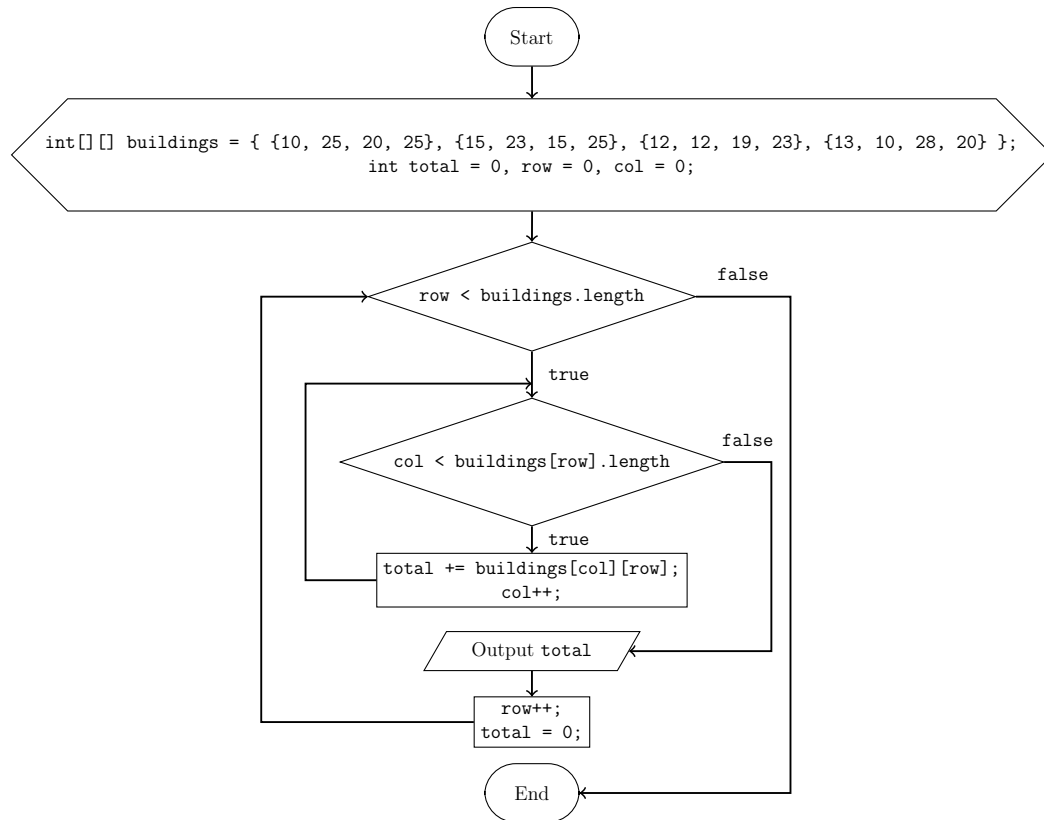 Start
int[][] buildings = { {10, 25, 20, 25}, {15, 23, 15, 25}, {12, 12, 19, 23}, {13, 10, 28, 20} };
int total = 0, row = 0, col = 0;
row < buildings.length
false
true
col < buildings[row].length
false
true
total += buildings[col][row];
col++;
Output total
row++;
total = 0;
End